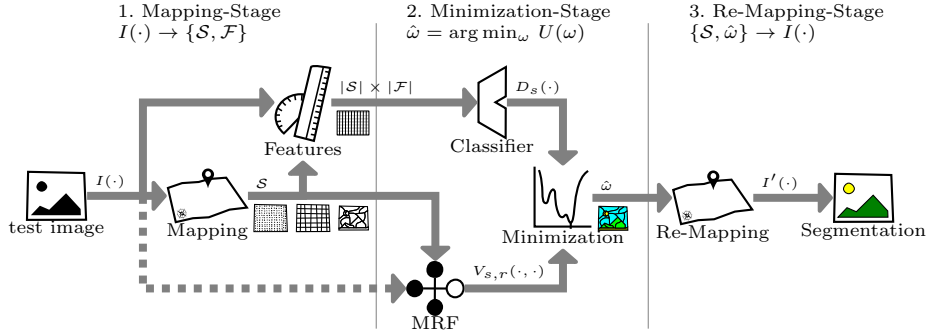 1. Mapping-Stage
I(·) → {S, F}
2. Minimization-Stage
ω̂ = arg min_ω U(ω)
3. Re-Mapping-Stage
{S, ω̂} → I(·)
|S| × |F|
D_s(·)
Features
Classifier
I(·)
S
ω̂
I′(·)
test image
Mapping
Minimization
Re-Mapping
Segmentation
V_{s,r}(·, ·)
MRF